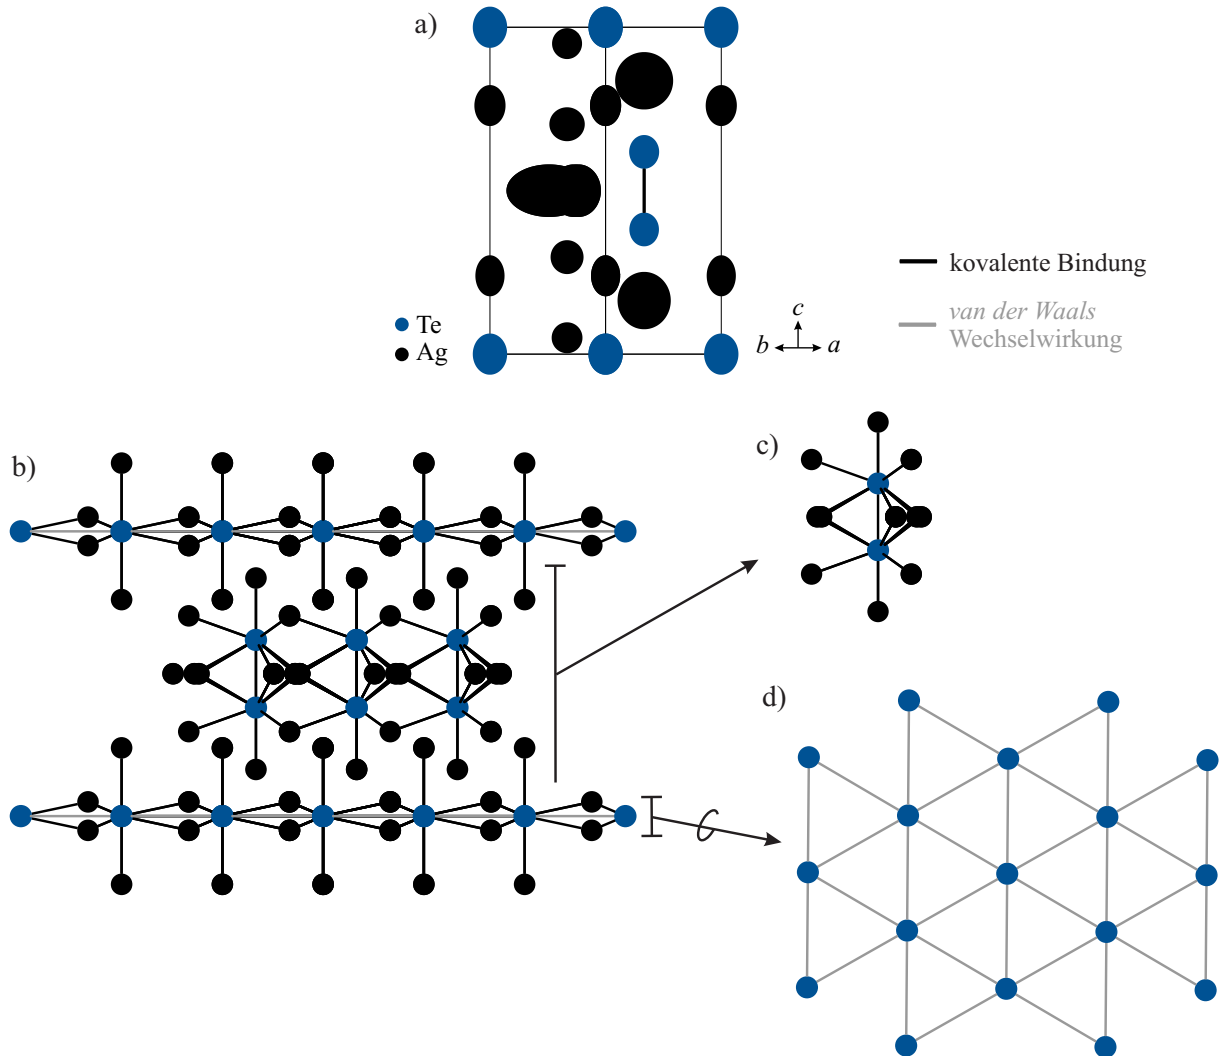 a)
kovalente Bindung
van der Waals
Wechselwirkung
Te
Ag
c
b
a
b)
c)
d)